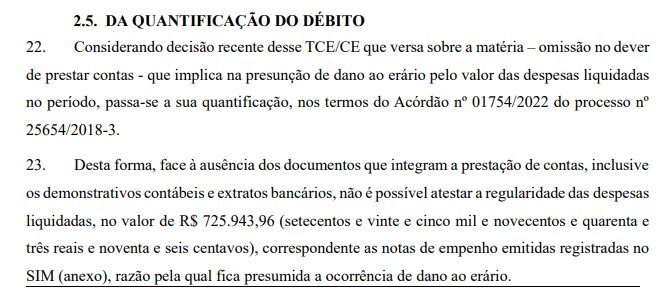 2.5. DA QUANTIFICAÇÃO DO DÉBITO
22. Considerando decisão recente desse TCE/CE que versa sobre a matéria – omissão no dever
de prestar contas - que implica na presunção de dano ao erário pelo valor das despesas liquidadas
no período, passa-se a sua quantificação, nos termos do Acórdão nº 01754/2022 do processo nº
25654/2018-3.
23. Desta forma, face à ausência dos documentos que integram a prestação de contas, inclusive
os demonstrativos contábeis e extratos bancários, não é possível atestar a regularidade das despesas
liquidadas, no valor de R$ 725.943,96 (setecentos e vinte e cinco mil e novecentos e quarenta e
três reais e noventa e seis centavos), correspondente as notas de empenho emitidas registradas no
SIM (anexo), razão pela qual fica presumida a ocorrência de dano ao erário.